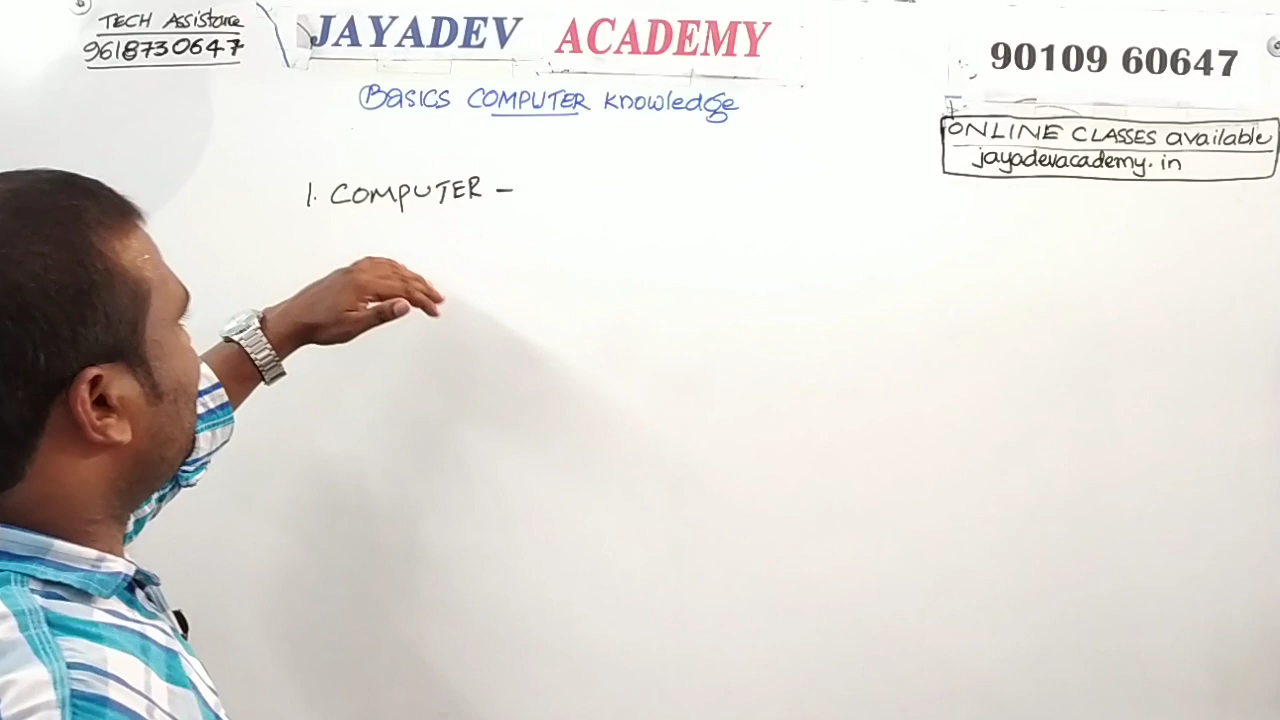 TECH Assistance
9618730647
JAYADEV ACADEMY
90109 60647
Basics COMPUTER Knowledge
ONLINE CLASSES available
jayadevacademy.in
1. COMPUTER –